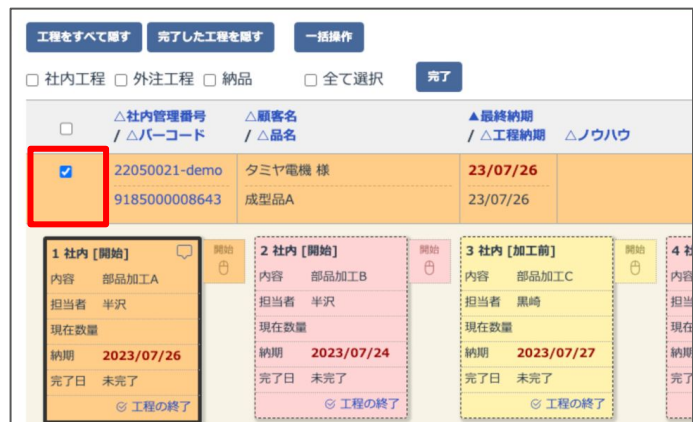 工程をすべて隠す 完了した工程を隠す 一括操作
社内工程 外注工程 納品 全て選択 完了
△社内管理番号 △顧客名 ▲最終納期
/ △バーコード / △品名 / △工程納期 △ノウハウ
22050021-demo タミヤ電機 様 23/07/26
9185000008643 成型品A 23/07/26
1 社内 [開始] 開始 2 社内 [開始] 開始 3 社内 [加工前] 開始 4 社
内容 部品加工A 内容 部品加工B 内容 部品加工C 内容
担当者 半沢 担当者 半沢 担当者 黒崎 担当
現在数量 現在数量 現在数量 現在
納期 2023/07/26 納期 2023/07/24 納期 2023/07/27 納期
完了日 未完了 完了日 未完了 完了日 未完了 完了
工程の終了 工程の終了 工程の終了